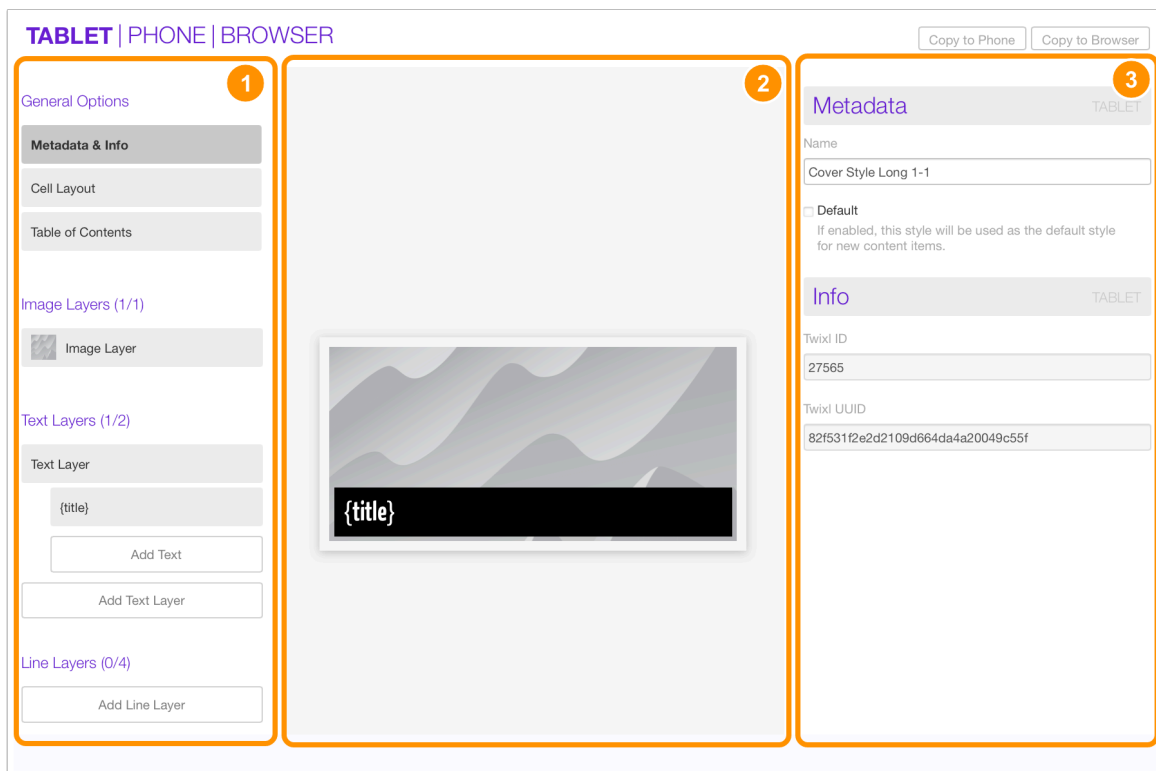 TABLET | PHONE | BROWSER
Copy to Phone
Copy to Browser
1
General Options
Metadata & Info
Cell Layout
Table of Contents
Image Layers (1/1)
Image Layer
Text Layers (1/2)
Text Layer
{title}
Add Text
Add Text Layer
Line Layers (0/4)
Add Line Layer
2
{title}
3
Metadata
TABLET
Name
Cover Style Long 1-1
Default
If enabled, this style will be used as the default style
for new content items.
Info
TABLET
Twixl ID
27565
Twixl UUID
82f531f2e2d2109d664da4a20049c55f